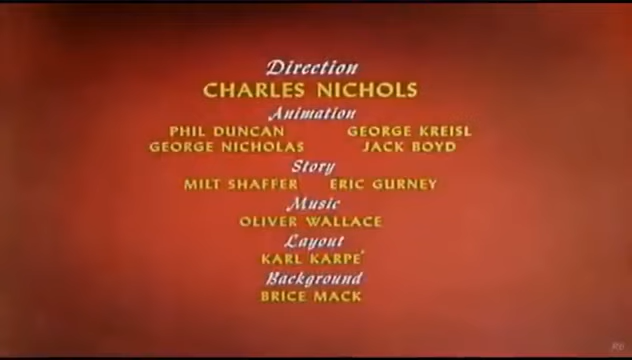 Direction
CHARLES NICHOLS
Animation
PHIL DUNCAN GEORGE KREISL
GEORGE NICHOLAS JACK BOYD
Story
MILT SHAFFER ERIC GURNEY
Music
OLIVER WALLACE
Layout
KARL KARPE'
Background
BRICE MACK